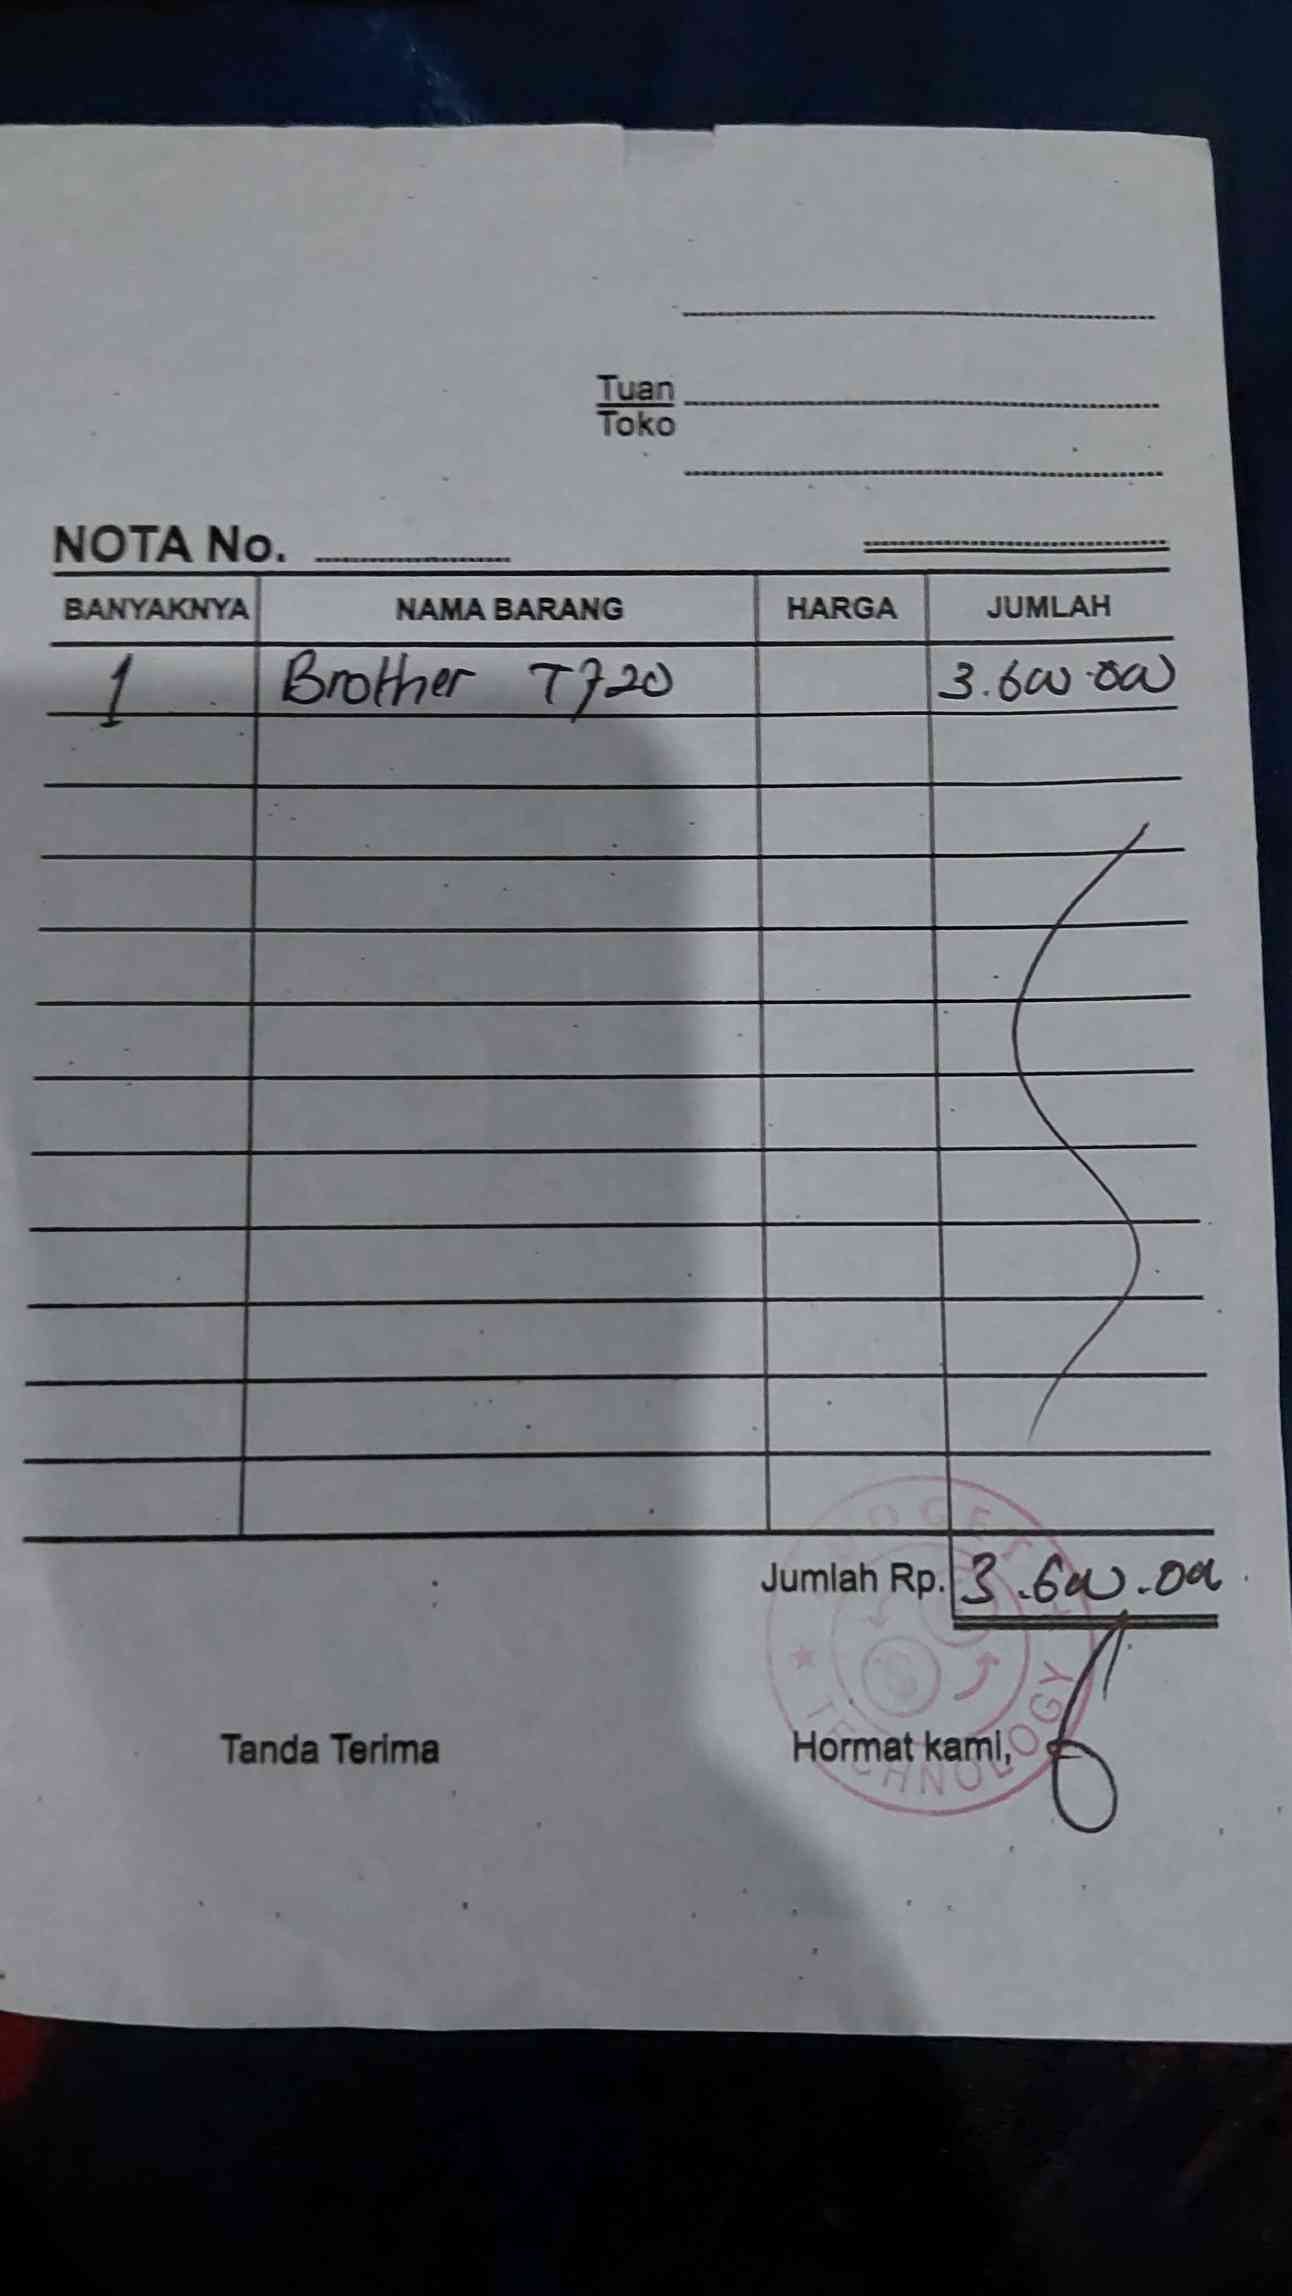 Tuan
Toko
NOTA No.
BANYAKNYA NAMA BARANG HARGA JUMLAH
1 Brother T720 3.600.000
Jumlah Rp. 3.600.000
Tanda Terima Hormat kami,
TECHNOLOGY